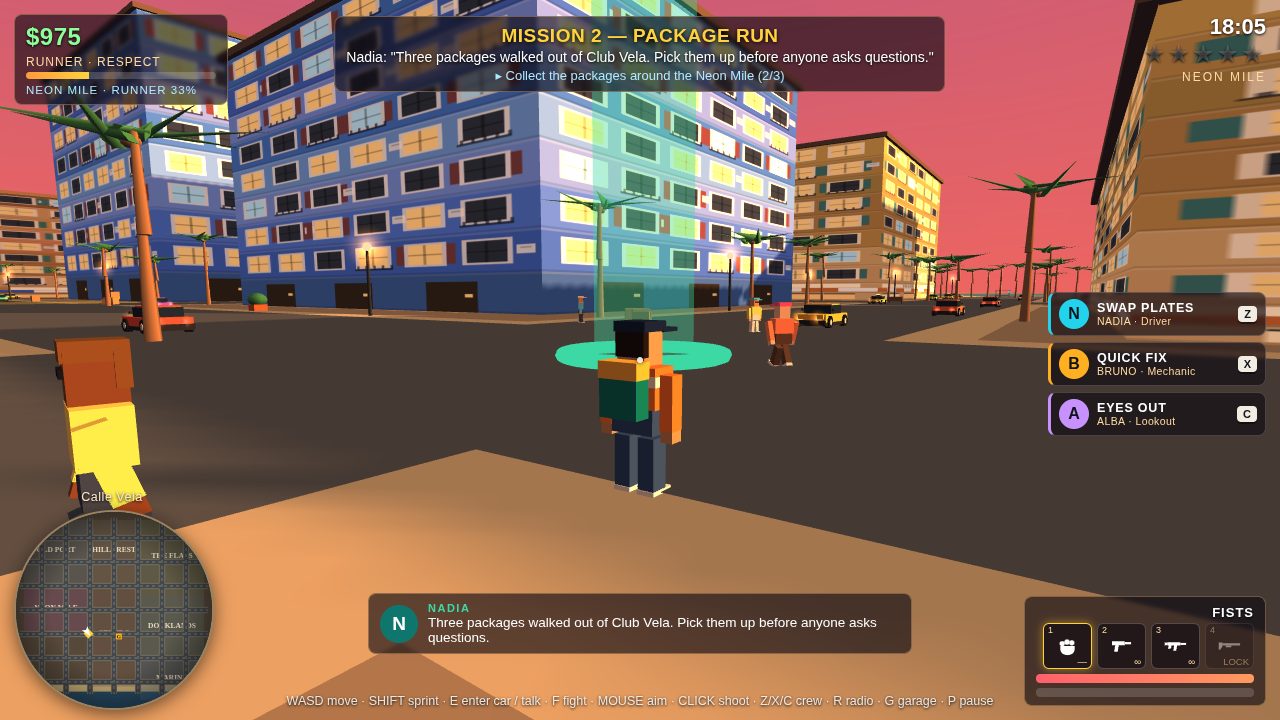 $975
RUNNER · RESPECT
NEON MILE · RUNNER 33%
MISSION 2 — PACKAGE RUN
Nadia: "Three packages walked out of Club Vela. Pick them up before anyone asks questions."
▸ Collect the packages around the Neon Mile (2/3)
18:05
NEON MILE
N
SWAP PLATES
NADIA · Driver
Z
B
QUICK FIX
BRUNO · Mechanic
X
A
EYES OUT
ALBA · Lookout
C
Calle Vela
HILL REST
N
NADIA
Three packages walked out of Club Vela. Pick them up before anyone asks
questions.
FISTS
1
—
2
∞
3
∞
4
LOCK
WASD move · SHIFT sprint · E enter car / talk · F fight · MOUSE aim · CLICK shoot · Z/X/C crew · R radio · G garage · P pause